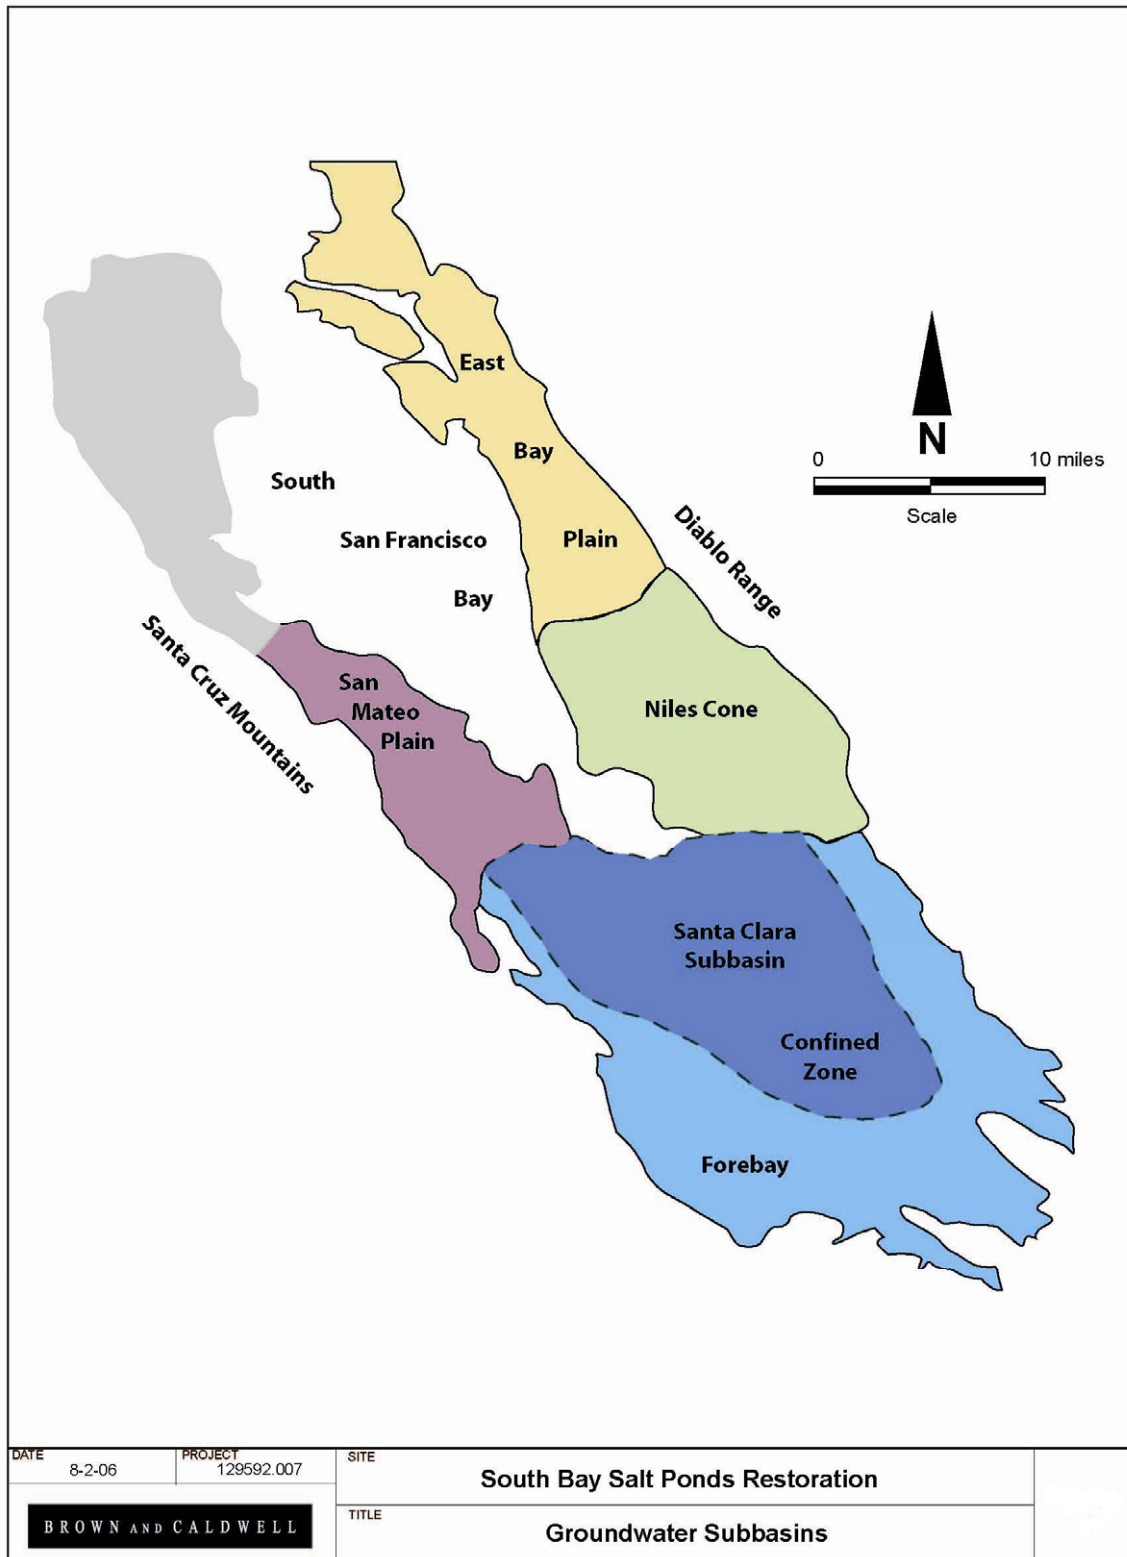 East
Bay
Plain
South
San Francisco
Bay
N
0 10 miles
Scale
Diablo Range
Santa Cruz Mountains
San
Mateo
Plain
Niles Cone
Santa Clara
Subbasin
Confined
Zone
Forebay
DATE
8-2-06
PROJECT
129592.007
SITE
South Bay Salt Ponds Restoration
BROWN AND CALDWELL
TITLE
Groundwater Subbasins